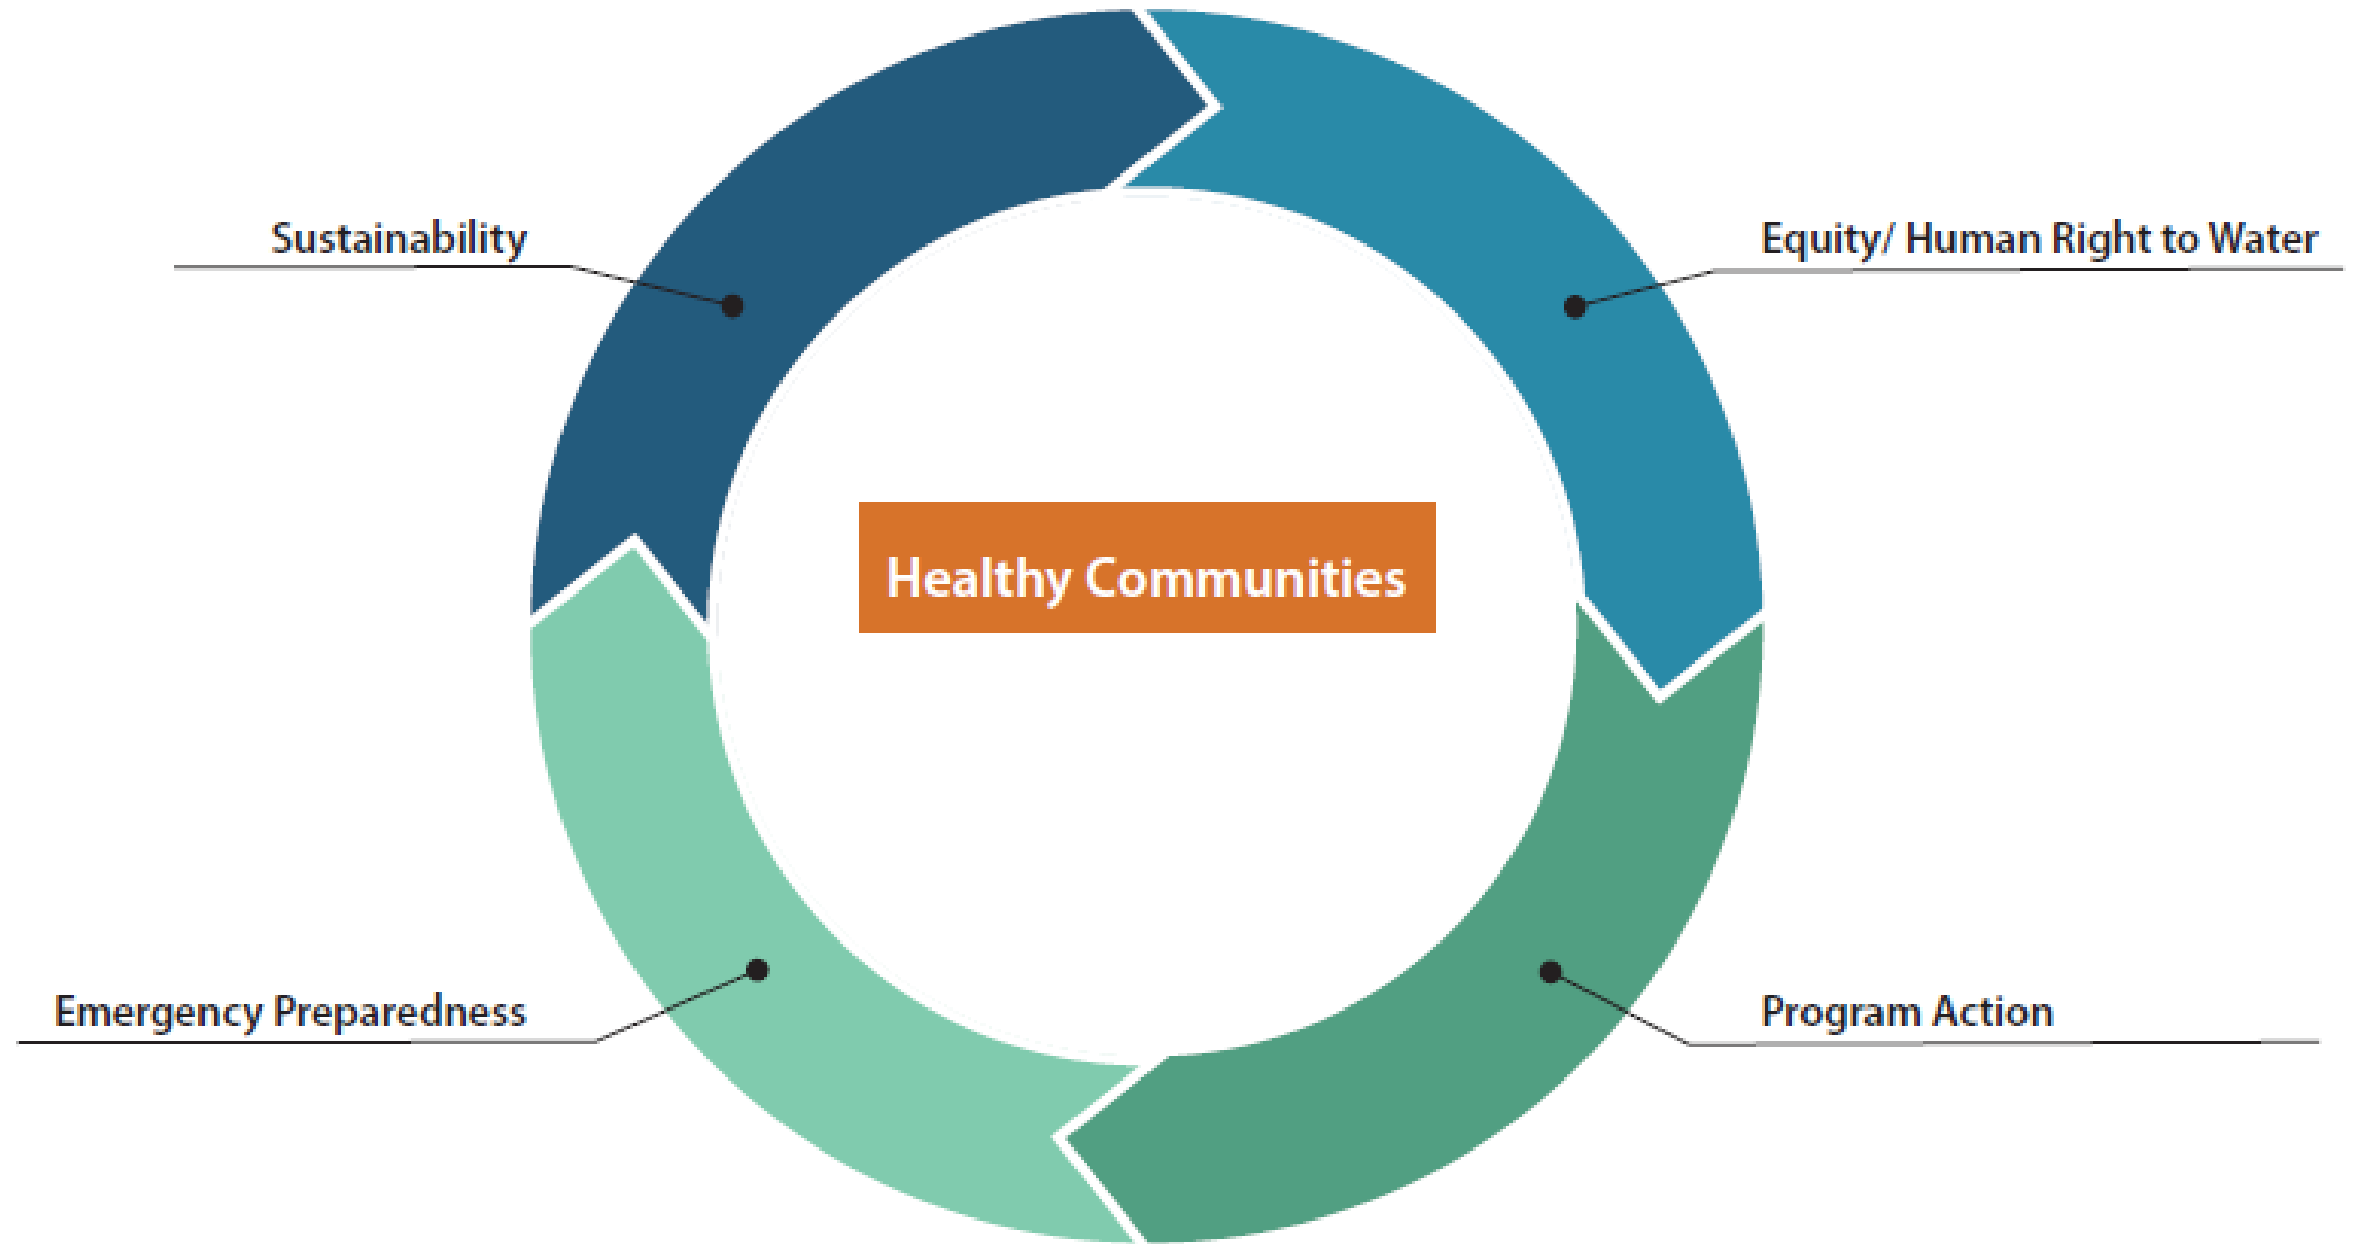 Sustainability
Equity/ Human Right to Water
Healthy Communities
Emergency Preparedness
Program Action